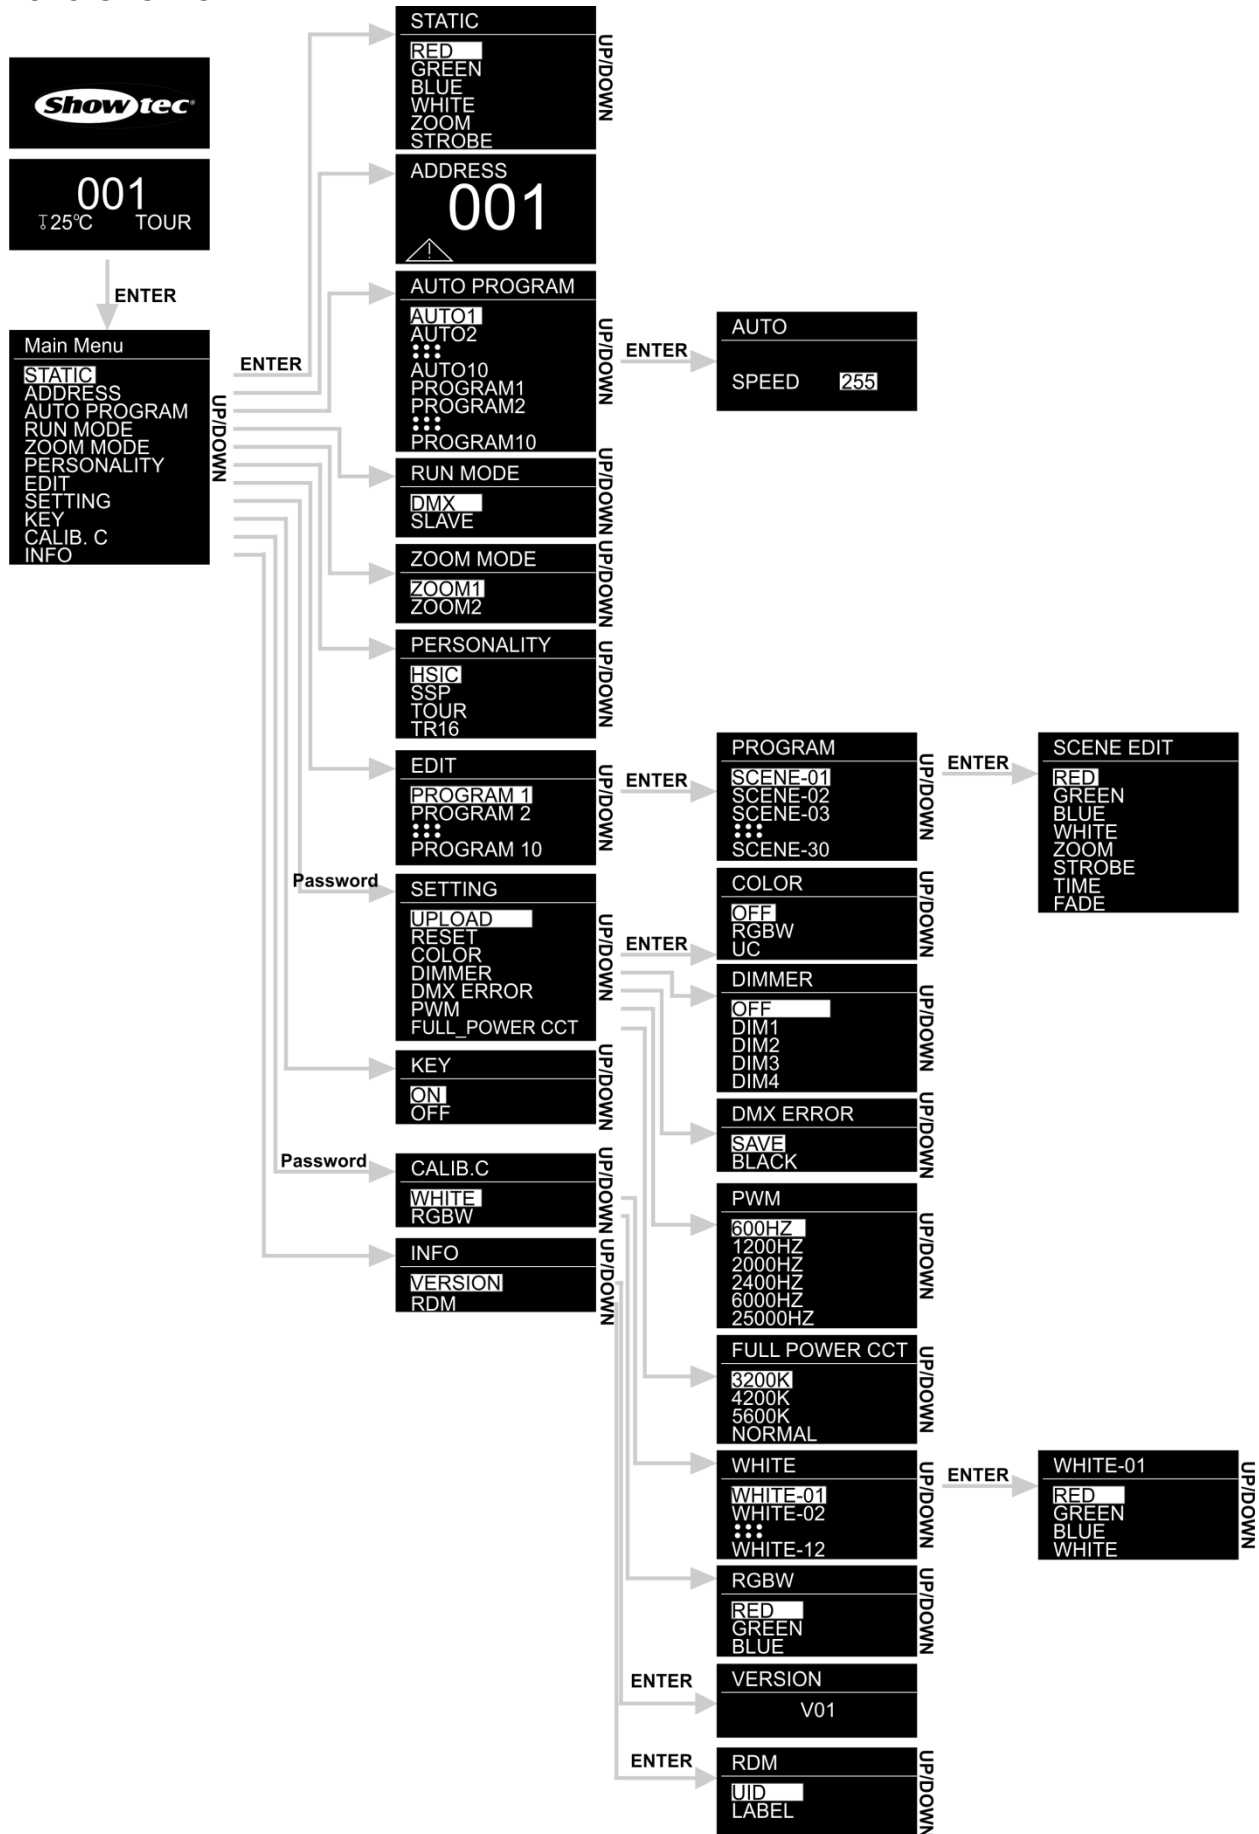 Showtec®
001
25°C TOUR
ENTER
Main Menu
STATIC
ADDRESS
AUTO PROGRAM
RUN MODE
ZOOM MODE
PERSONALITY
EDIT
SETTING
KEY
CALIB. C
INFO
UP/DOWN
ENTER
STATIC
RED
GREEN
BLUE
WHITE
ZOOM
STROBE
UP/DOWN
ADDRESS
001
!
AUTO PROGRAM
AUTO1
AUTO2
AUTO10
PROGRAM1
PROGRAM2
PROGRAM10
UP/DOWN
ENTER
AUTO
SPEED 255
RUN MODE
DMX
SLAVE
UP/DOWN
ZOOM MODE
ZOOM1
ZOOM2
UP/DOWN
PERSONALITY
HSIC
SSP
TOUR
TR16
UP/DOWN
EDIT
PROGRAM 1
PROGRAM 2
PROGRAM 10
UP/DOWN
ENTER
PROGRAM
SCENE-01
SCENE-02
SCENE-03
SCENE-30
UP/DOWN
ENTER
SCENE EDIT
RED
GREEN
BLUE
WHITE
ZOOM
STROBE
TIME
FADE
Password
SETTING
UPLOAD
RESET
COLOR
DIMMER
DMX ERROR
PWM
FULL_POWER CCT
UP/DOWN
ENTER
COLOR
OFF
RGBW
UC
UP/DOWN
DIMMER
OFF
DIM1
DIM2
DIM3
DIM4
UP/DOWN
KEY
ON
OFF
UP/DOWN
DMX ERROR
SAVE
BLACK
UP/DOWN
Password
CALIB.C
WHITE
RGBW
UP/DOWN
PWM
600HZ
1200HZ
2000HZ
2400HZ
6000HZ
25000HZ
UP/DOWN
INFO
VERSION
RDM
UP/DOWN
FULL POWER CCT
3200K
4200K
5600K
NORMAL
UP/DOWN
WHITE
WHITE-01
WHITE-02
WHITE-12
UP/DOWN
ENTER
WHITE-01
RED
GREEN
BLUE
WHITE
UP/DOWN
RGBW
RED
GREEN
BLUE
UP/DOWN
ENTER
VERSION
V01
ENTER
RDM
UID
LABEL
UP/DOWN